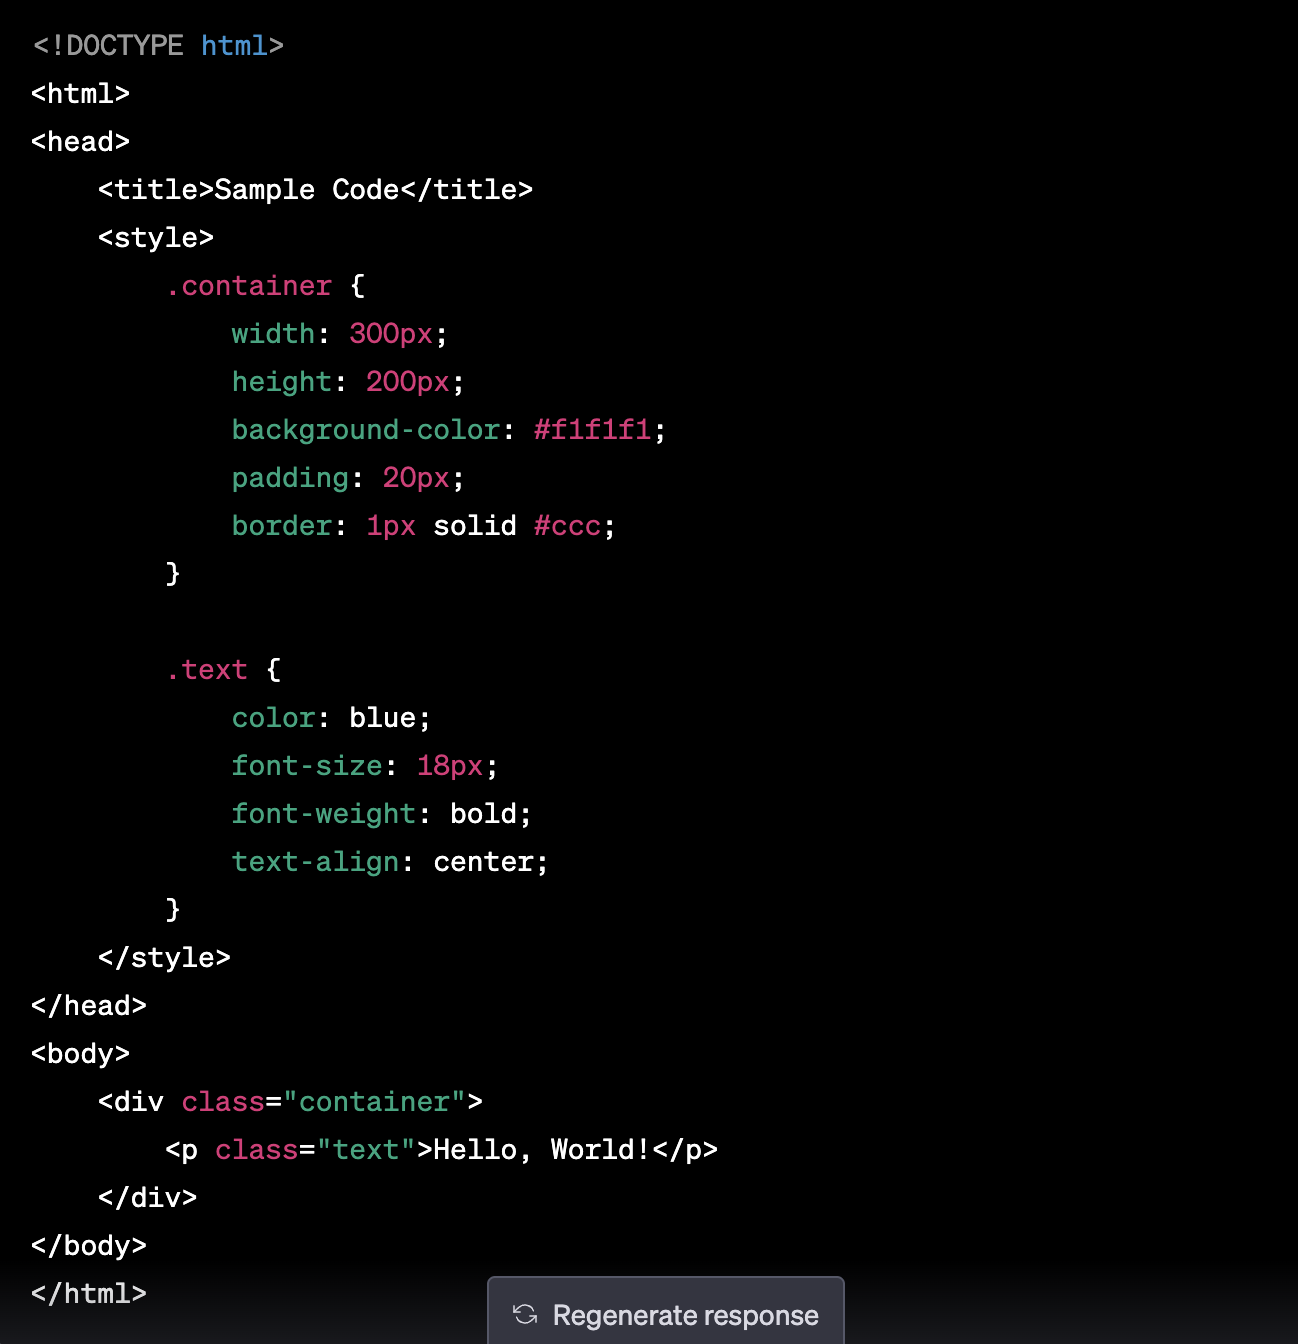 <!DOCTYPE html>
<html>
<head>
    <title>Sample Code</title>
    <style>
        .container {
            width: 300px;
            height: 200px;
            background-color: #f1f1f1;
            padding: 20px;
            border: 1px solid #ccc;
        }

        .text {
            color: blue;
            font-size: 18px;
            font-weight: bold;
            text-align: center;
        }
    </style>
</head>
<body>
    <div class="container">
        <p class="text">Hello, World!</p>
    </div>
</body>
</html>
Regenerate response